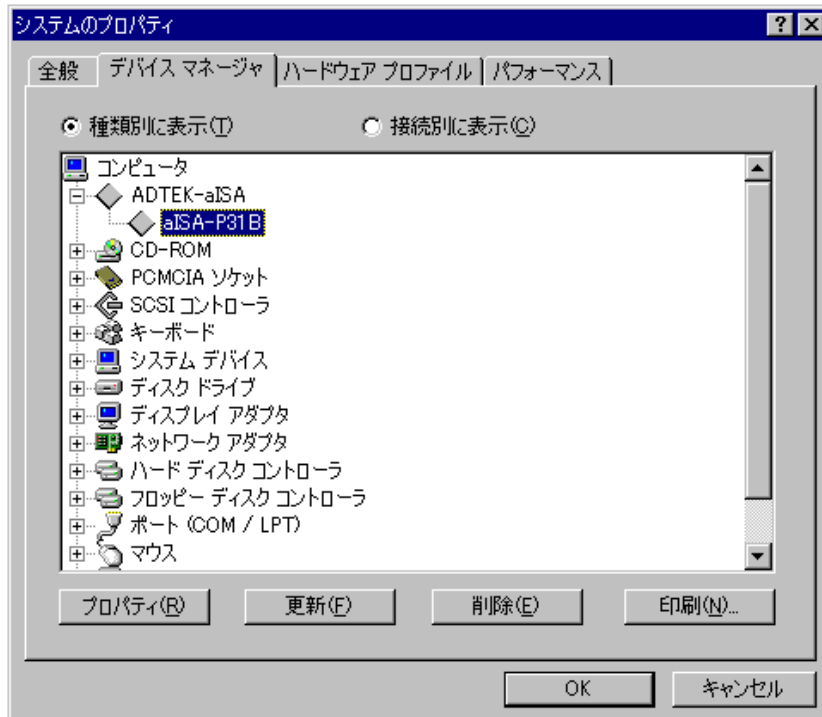 システムのプロパティ
全般 デバイス マネージャ ハードウェア プロファイル パフォーマンス
種類別に表示(T) 接続別に表示(C)
コンピュータ
ADTEK-aISA
aISA-P31B
CD-ROM
PCMCIA ソケット
SCSI コントローラ
キーボード
システム デバイス
ディスク ドライブ
ディスプレイ アダプタ
ネットワーク アダプタ
ハード ディスク コントローラ
フロッピー ディスク コントローラ
ポート (COM / LPT)
マウス
プロパティ(R) 更新(F) 削除(E) 印刷(N)...
OK キャンセル